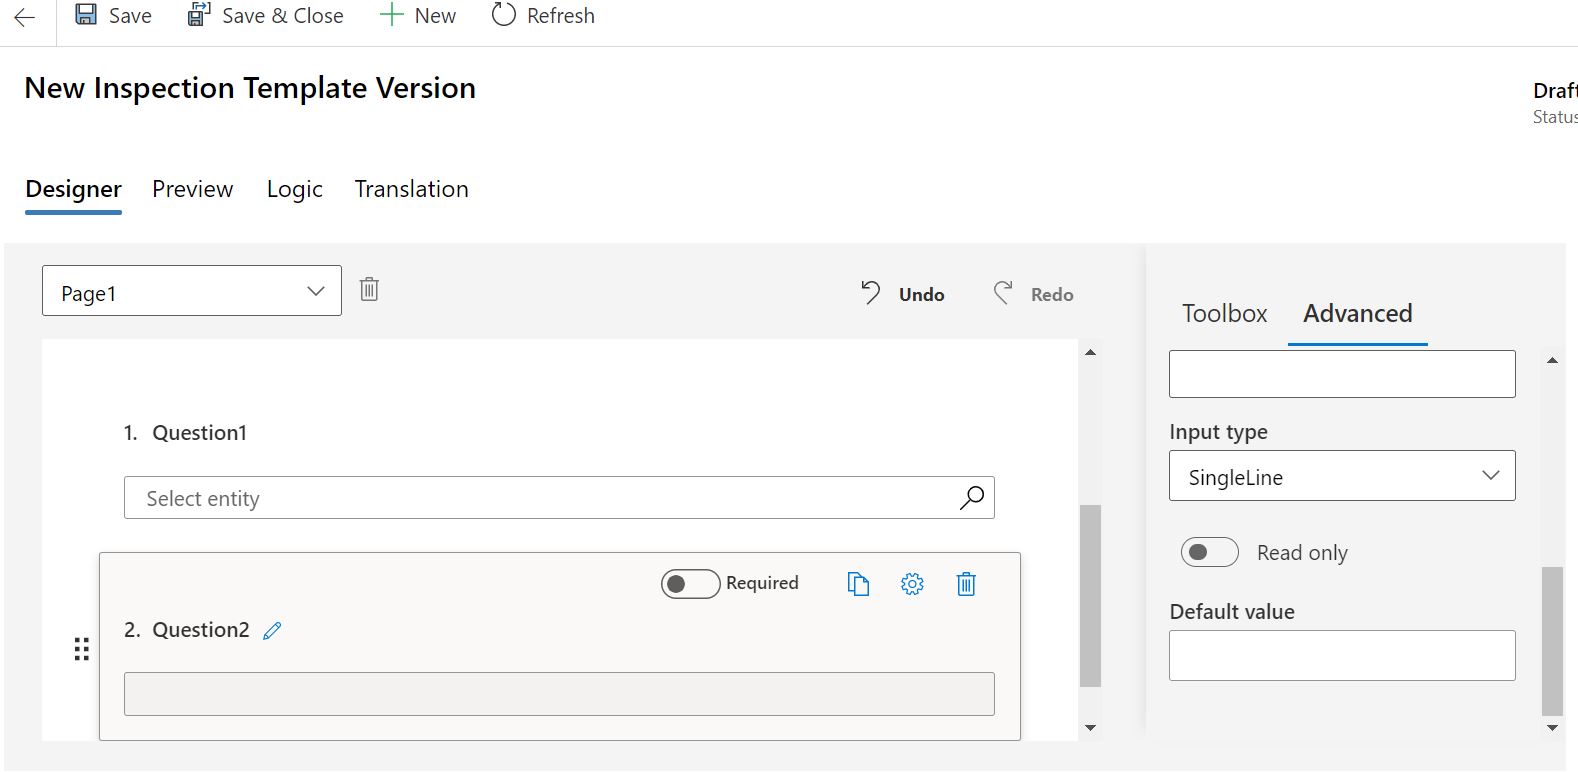 Save
Save & Close
New
Refresh
New Inspection Template Version
Draft
Status
Designer
Preview
Logic
Translation
Page1
Undo
Redo
Toolbox
Advanced
1. Question1
Select entity
Required
2. Question2
Input type
SingleLine
Read only
Default value